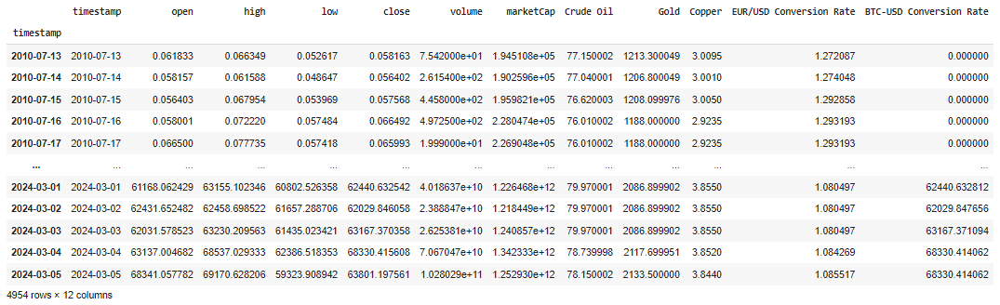 timestamp open high low close volume marketCap Crude Oil Gold Copper EUR/USD Conversion Rate BTC-USD Conversion Rate
timestamp
2010-07-13 2010-07-13 0.061833 0.066349 0.052617 0.058163 7.542000e+01 1.945108e+05 77.150002 1213.300049 3.0095 1.272087 0.000000
2010-07-14 2010-07-14 0.058157 0.061588 0.048647 0.056402 2.615400e+02 1.902596e+05 77.040001 1206.800049 3.0010 1.274048 0.000000
2010-07-15 2010-07-15 0.056403 0.067954 0.053969 0.057568 4.458000e+02 1.959821e+05 76.620003 1208.099976 3.0050 1.292858 0.000000
2010-07-16 2010-07-16 0.058001 0.072220 0.057484 0.066492 4.972500e+02 2.280474e+05 76.010002 1188.000000 2.9235 1.293193 0.000000
2010-07-17 2010-07-17 0.066500 0.077735 0.057418 0.065993 1.999000e+01 2.269048e+05 76.010002 1188.000000 2.9235 1.293193 0.000000
... ... ... ... ... ... ... ... ... ... ... ... ...
2024-03-01 2024-03-01 61168.062429 63155.102346 60802.526358 62440.632542 4.018637e+10 1.226468e+12 79.970001 2086.899902 3.8550 1.080497 62440.632812
2024-03-02 2024-03-02 62431.652482 62458.698522 61657.288706 62029.846058 2.388847e+10 1.218449e+12 79.970001 2086.899902 3.8550 1.080497 62029.847656
2024-03-03 2024-03-03 62031.578523 63230.209563 61435.023421 63167.370358 2.625381e+10 1.240857e+12 79.970001 2086.899902 3.8550 1.080497 63167.371094
2024-03-04 2024-03-04 63137.004682 68537.029333 62386.518353 68330.415608 7.067047e+10 1.342333e+12 78.739998 2117.699951 3.8520 1.084269 68330.414062
2024-03-05 2024-03-05 68341.057782 69170.628206 59323.908942 63801.197561 1.028029e+11 1.252930e+12 78.150002 2133.500000 3.8440 1.085517 68330.414062
4954 rows × 12 columns